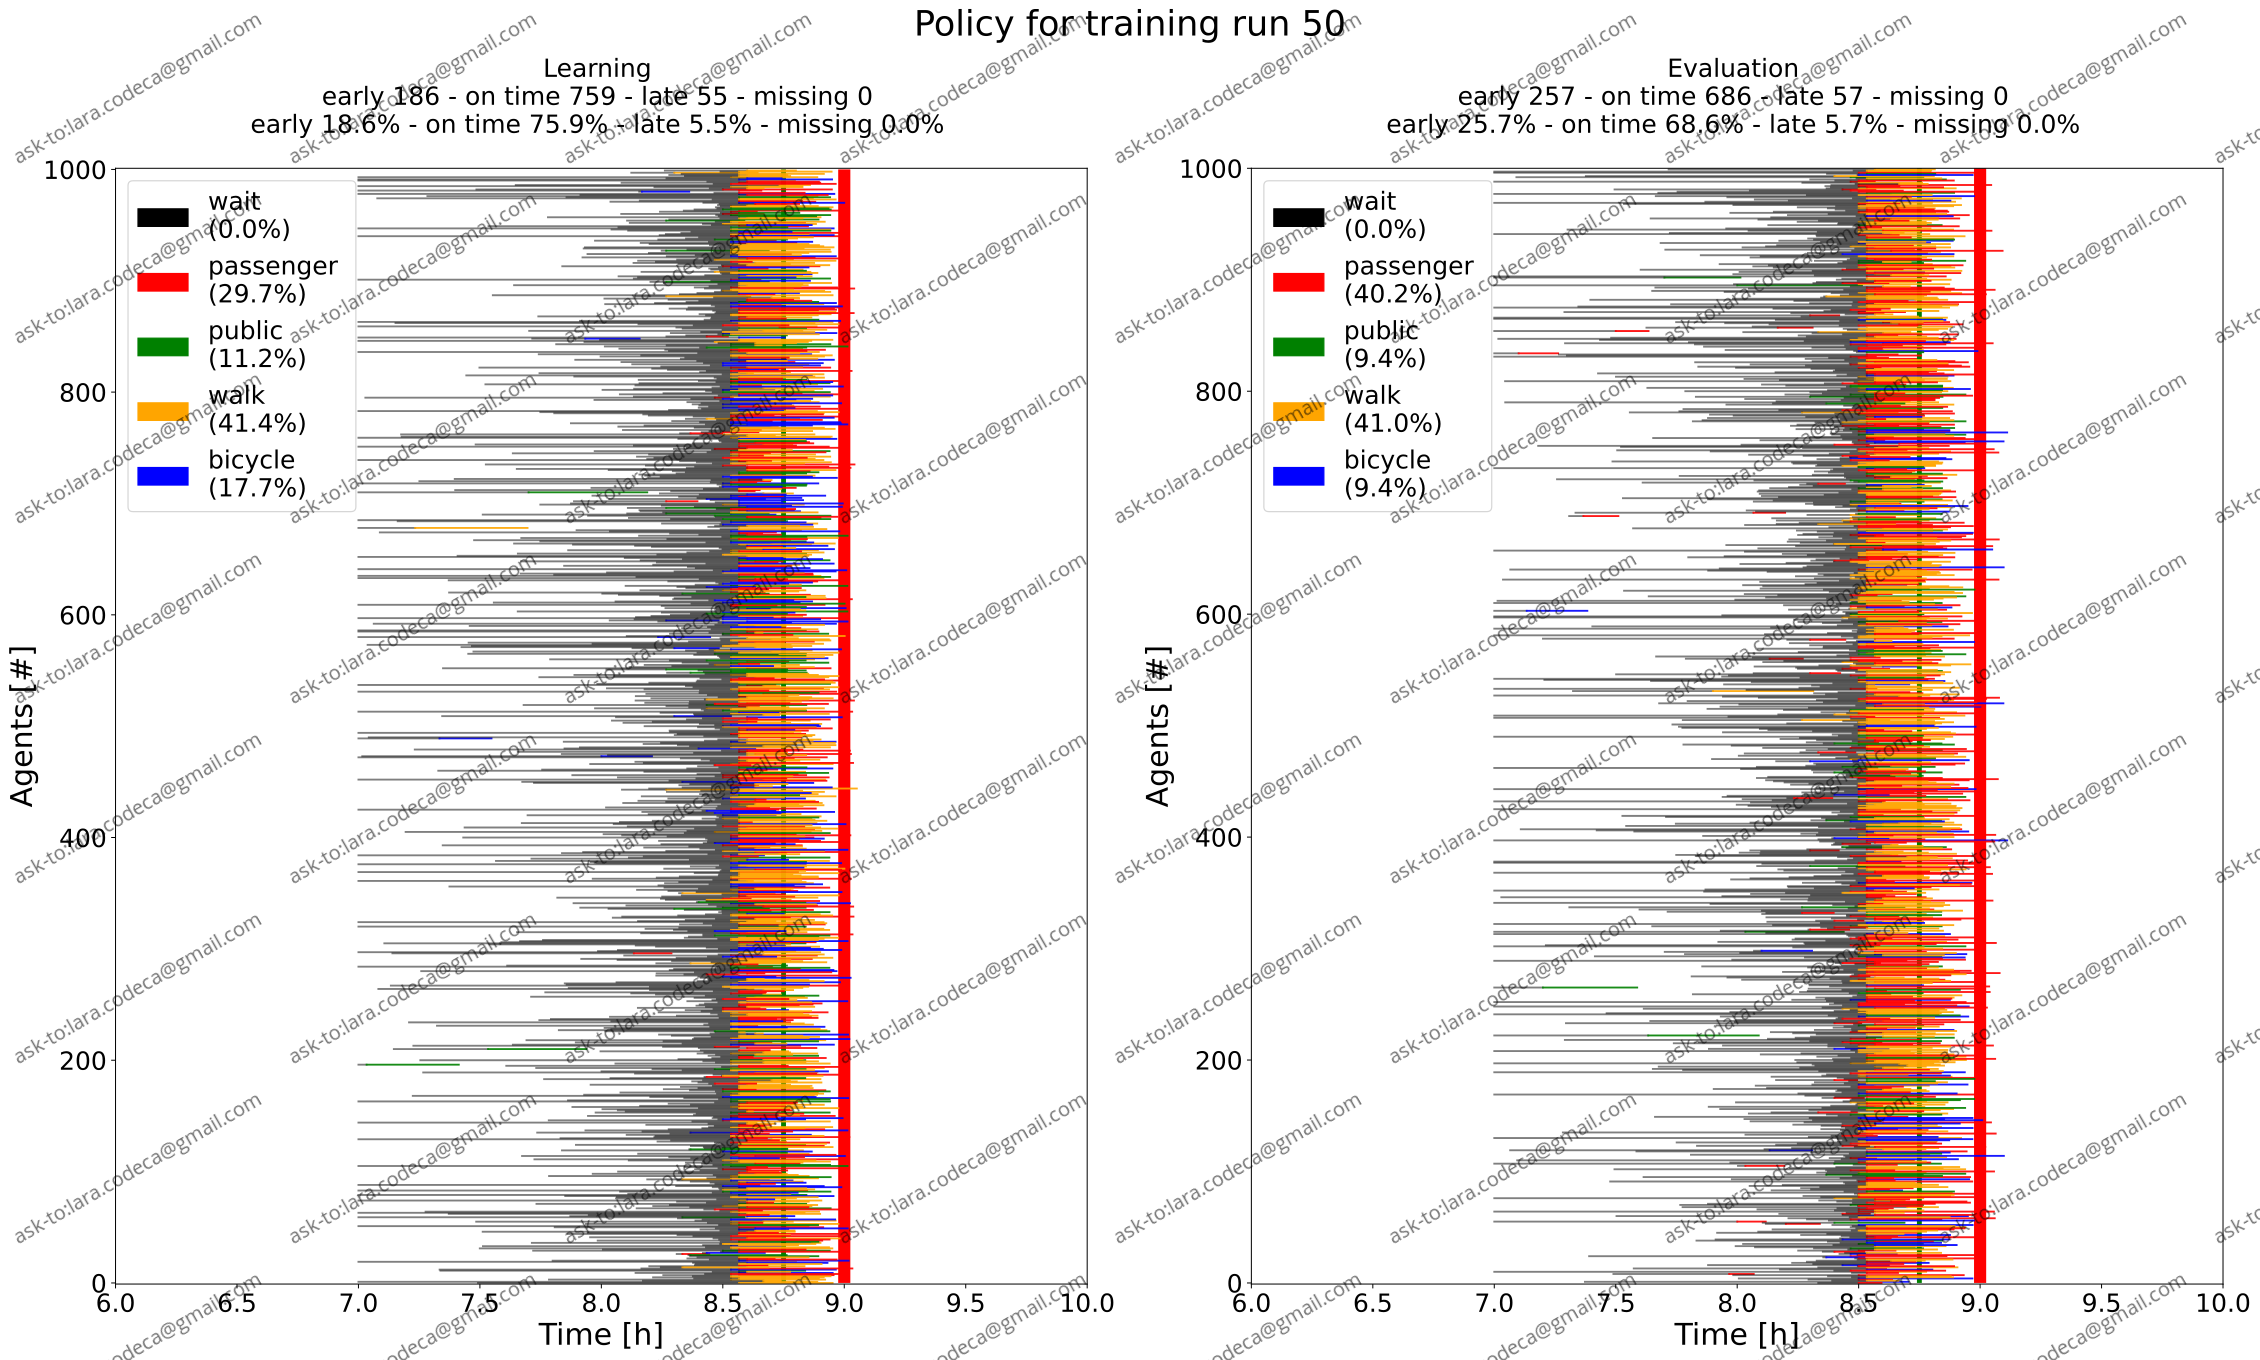 Policy for training run 50
Learning
early 186 - on time 759 - late 55 - missing 0
early 18.6% - on time 75.9% - late 5.5% - missing 0.0%
1000
800
600
400
200
0
Agents [#]
wait
(0.0%)
passenger
(29.7%)
public
(11.2%)
walk
(41.4%)
bicycle
(17.7%)
6.0 6.5 7.0 7.5 8.0 8.5 9.0 9.5 10.0
Time [h]
Evaluation
early 257 - on time 686 - late 57 - missing 0
early 25.7% - on time 68.6% - late 5.7% - missing 0.0%
1000
800
600
400
200
0
Agents [#]
wait
(0.0%)
passenger
(40.2%)
public
(9.4%)
walk
(41.0%)
bicycle
(9.4%)
6.0 6.5 7.0 7.5 8.0 8.5 9.0 9.5 10.0
Time [h]
ask-to:lara.codeca@gmail.com